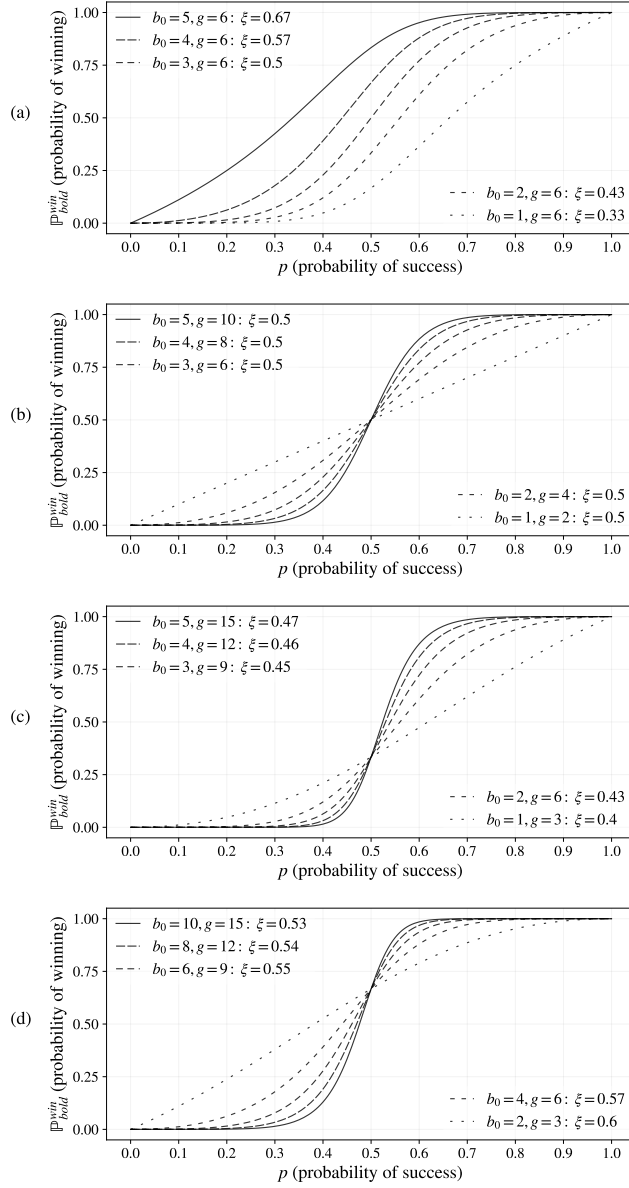 (a)
ℙ^{win}_{bold} (probability of winning)
1.00
0.75
0.50
0.25
0.00
b₀=5, g=6: ξ=0.67
b₀=4, g=6: ξ=0.57
b₀=3, g=6: ξ=0.5
b₀=2, g=6: ξ=0.43
b₀=1, g=6: ξ=0.33
0.0 0.1 0.2 0.3 0.4 0.5 0.6 0.7 0.8 0.9 1.0
p (probability of success)
(b)
ℙ^{win}_{bold} (probability of winning)
1.00
0.75
0.50
0.25
0.00
b₀=5, g=10: ξ=0.5
b₀=4, g=8: ξ=0.5
b₀=3, g=6: ξ=0.5
b₀=2, g=4: ξ=0.5
b₀=1, g=2: ξ=0.5
0.0 0.1 0.2 0.3 0.4 0.5 0.6 0.7 0.8 0.9 1.0
p (probability of success)
(c)
ℙ^{win}_{bold} (probability of winning)
1.00
0.75
0.50
0.25
0.00
b₀=5, g=15: ξ=0.47
b₀=4, g=12: ξ=0.46
b₀=3, g=9: ξ=0.45
b₀=2, g=6: ξ=0.43
b₀=1, g=3: ξ=0.4
0.0 0.1 0.2 0.3 0.4 0.5 0.6 0.7 0.8 0.9 1.0
p (probability of success)
(d)
ℙ^{win}_{bold} (probability of winning)
1.00
0.75
0.50
0.25
0.00
b₀=10, g=15: ξ=0.53
b₀=8, g=12: ξ=0.54
b₀=6, g=9: ξ=0.55
b₀=4, g=6: ξ=0.57
b₀=2, g=3: ξ=0.6
0.0 0.1 0.2 0.3 0.4 0.5 0.6 0.7 0.8 0.9 1.0
p (probability of success)